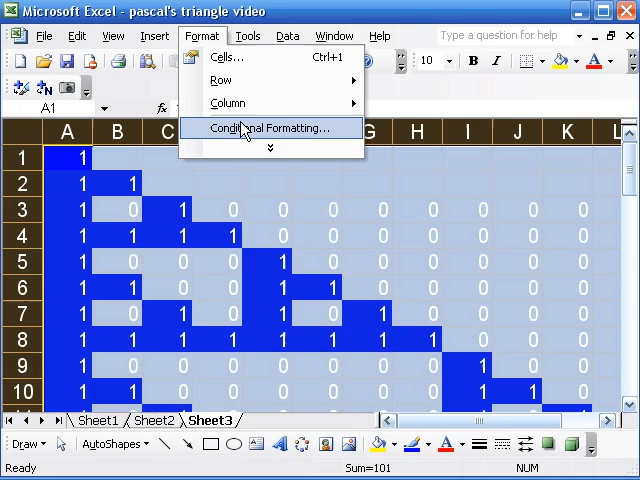 Microsoft Excel - pascal's triangle video
File Edit View Insert Format Tools Data Window Help
Cells... Ctrl+1
Row
Column
Conditional Formatting...
10 B I
A1 fx
A B C G H I J K L
1 1
2 1 1
3 1 0 1 0 0 0 0 0 0 0 0
4 1 1 1 1 0 0 0 0 0 0 0
5 1 0 0 0 1 0 0 0 0 0 0
6 1 1 0 0 1 1 0 0 0 0 0
7 1 0 1 0 1 0 1 0 0 0 0
8 1 1 1 1 1 1 1 1 0 0 0
9 1 0 0 0 0 0 0 0 1 0 0
10 1 1 0 0 0 0 0 0 1 1 0
Sheet1 Sheet2 Sheet3
Draw AutoShapes A A
Ready Sum=101 NUM